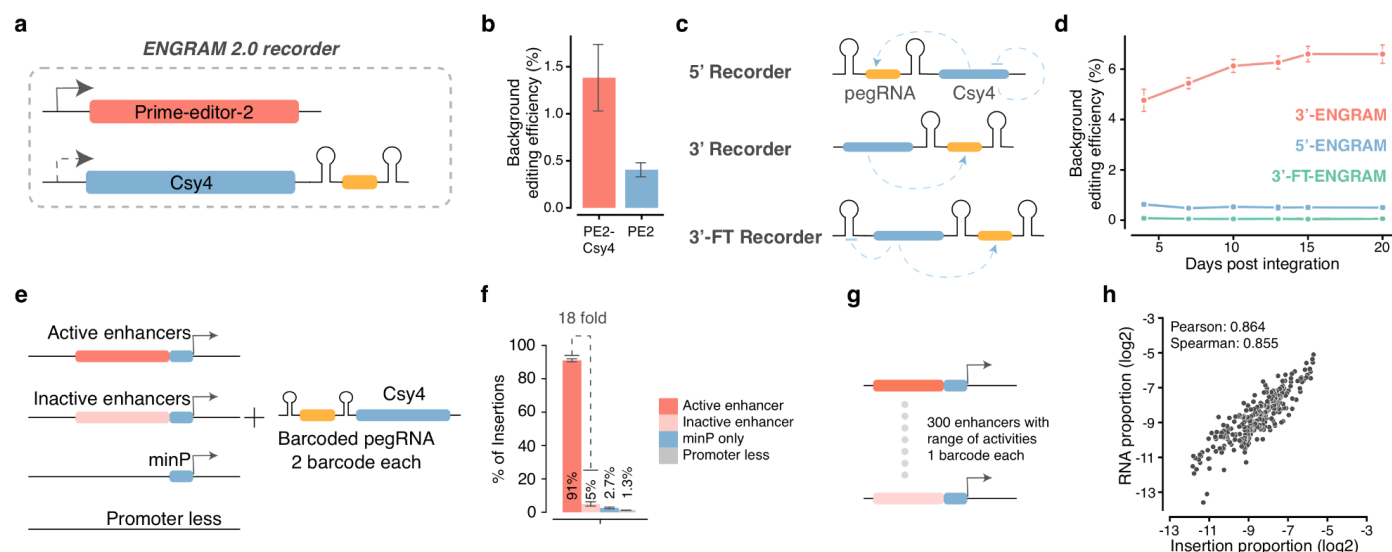 a
ENGRAM 2.0 recorder
Prime-editor-2
Csy4
b
Background
editing efficiency (%)
1.5
1.0
0.5
0.0
PE2-
Csy4
PE2
c
5’ Recorder
pegRNA
Csy4
3’ Recorder
3’-FT Recorder
d
Background
editing efficiency (%)
6
4
2
0
3’-ENGRAM
5’-ENGRAM
3’-FT-ENGRAM
5
10
15
20
Days post integration
e
Active enhancers
Inactive enhancers
minP
Promoter less
+
Csy4
Barcoded pegRNA
2 barcode each
f
18 fold
% of Insertions
100
80
60
40
20
0
91%
5%
2.7%
1.3%
Active enhancer
Inactive enhancer
minP only
Promoter less
g
300 enhancers with
range of activities
1 barcode each
h
RNA proportion (log2)
-3
-5
-7
-9
-11
-13
Pearson: 0.864
Spearman: 0.855
-13
-11
-9
-7
-5
-3
Insertion proportion (log2)